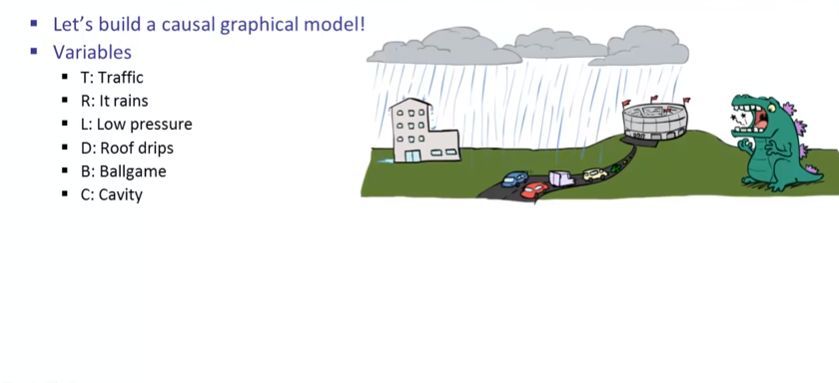 Let's build a causal graphical model!
Variables
T: Traffic
R: It rains
L: Low pressure
D: Roof drips
B: Ballgame
C: Cavity